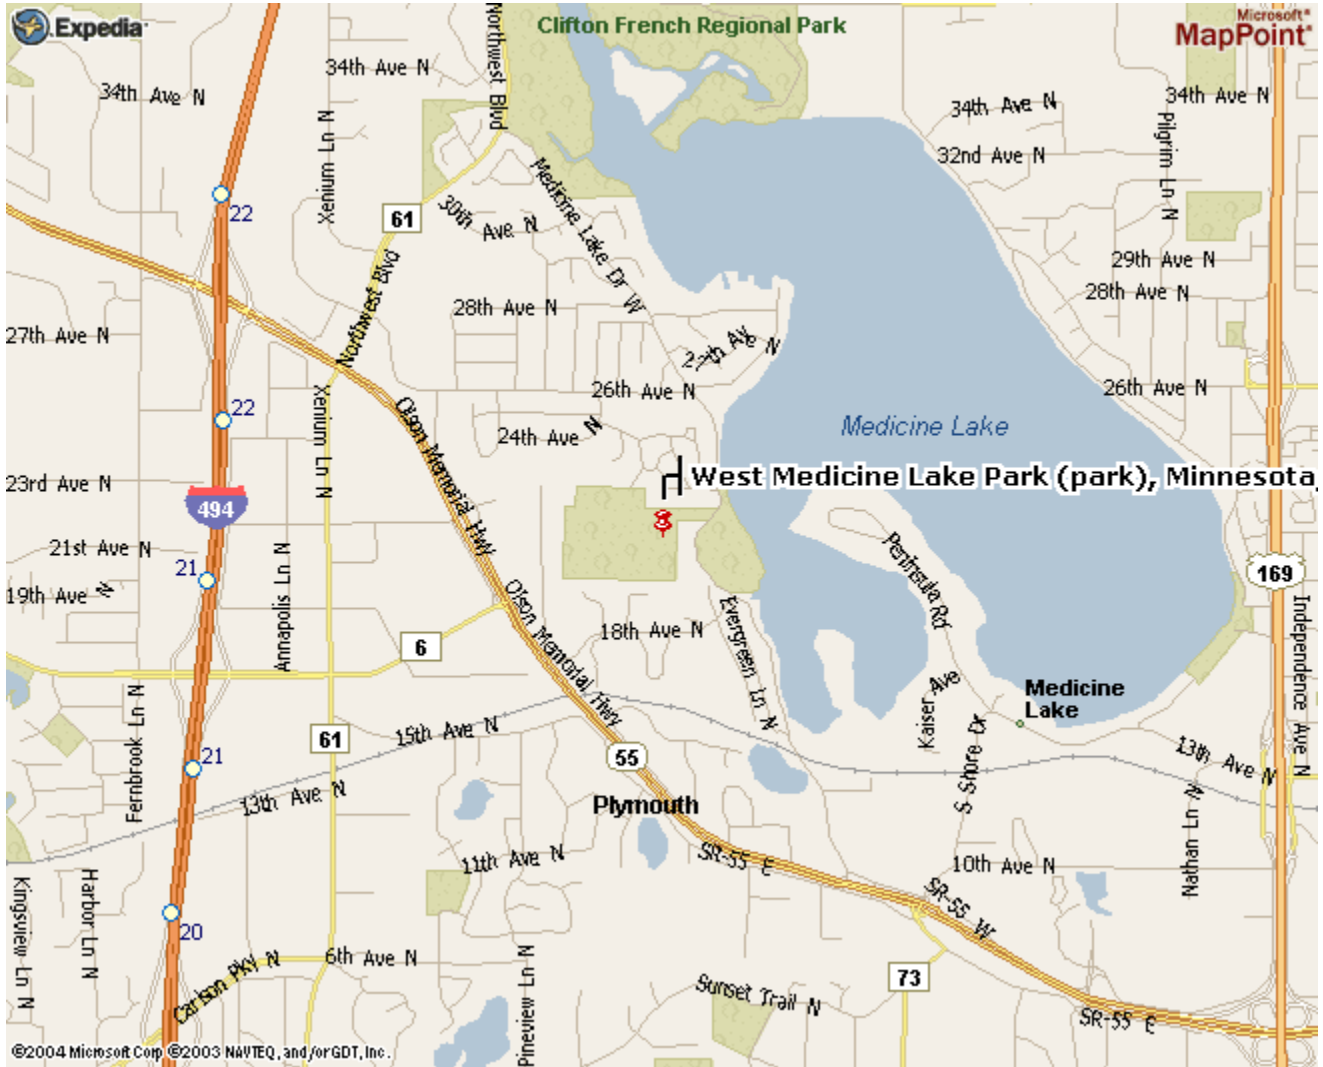 Expedia
Clifton French Regional Park
Microsoft®
MapPoint®
Northwest Blvd
34th Ave N
34th Ave N
34th Ave N
34th Ave N
Xenium Ln N
32nd Ave N
Pilgrim Ln N
Medicine Lake Dr W
22
61
30th Ave N
29th Ave N
28th Ave N
28th Ave N
Northwest Blvd
27th Ave N
27th Ave N
26th Ave N
26th Ave N
Xenium Ln N
22
Olson Memorial Hwy
24th Ave N
Medicine Lake
West Medicine Lake Park (park), Minnesota,
23rd Ave N
494
21st Ave N
Annapolis Ln N
Peninsula Rd
21
169
19th Ave N
Olson Memorial Hwy
Evergreen Ln N
Independence Ave N
18th Ave N
6
Fernbrook Ln N
Kaiser Ave
Medicine
Lake
S Shore Dr
15th Ave N
61
13th Ave N
21
55
13th Ave N
Plymouth
Nathan Ln N
11th Ave N
SR-55 E
10th Ave N
Kingsview Ln N
Harbor Ln N
SR-55 W
20
6th Ave N
Carlson Pky N
Pineview Ln N
73
Sunset Trail N
SR-55 E
©2004 Microsoft Corp ©2003 NAVTEQ, and/or GDT, Inc.